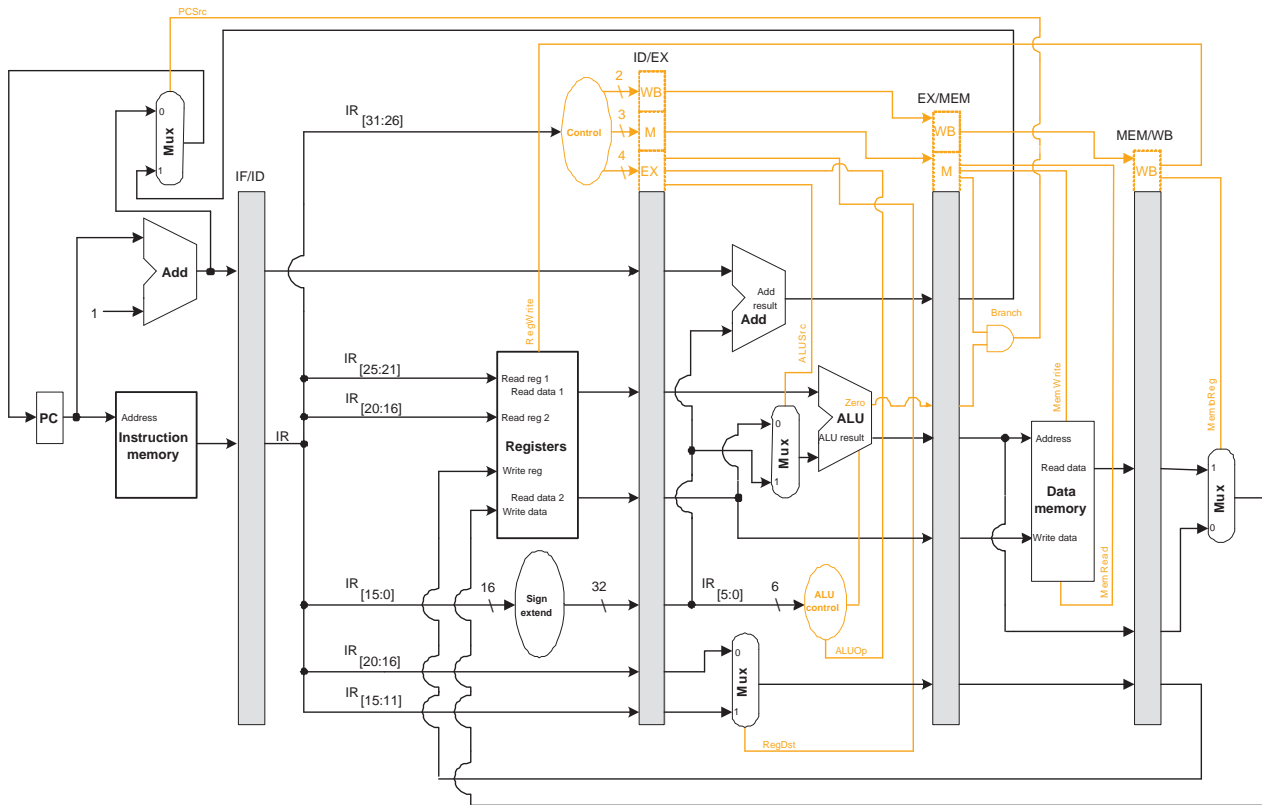 PCSrc
0
Mux
1
IF/ID
Add
1
PC
Address
Instruction
memory
IR
IR
[31:26]
IR
[25:21]
IR
[20:16]
IR
[15:0]
IR
[20:16]
IR
[15:11]
16
Sign
extend
32
RegWrite
Read reg 1
Read data 1
Read reg 2
Registers
Write reg
Read data 2
Write data
Control
2
3
4
ID/EX
WB
M
EX
Add
result
Add
ALUSrc
0
Mux
1
Zero
ALU
ALU result
IR
[5:0]
6
ALU
control
ALUOp
0
Mux
1
RegDst
EX/MEM
WB
M
Branch
MemWrite
Address
Read data
Data
memory
Write data
MemRead
MEM/WB
WB
MembReg
1
Mux
0